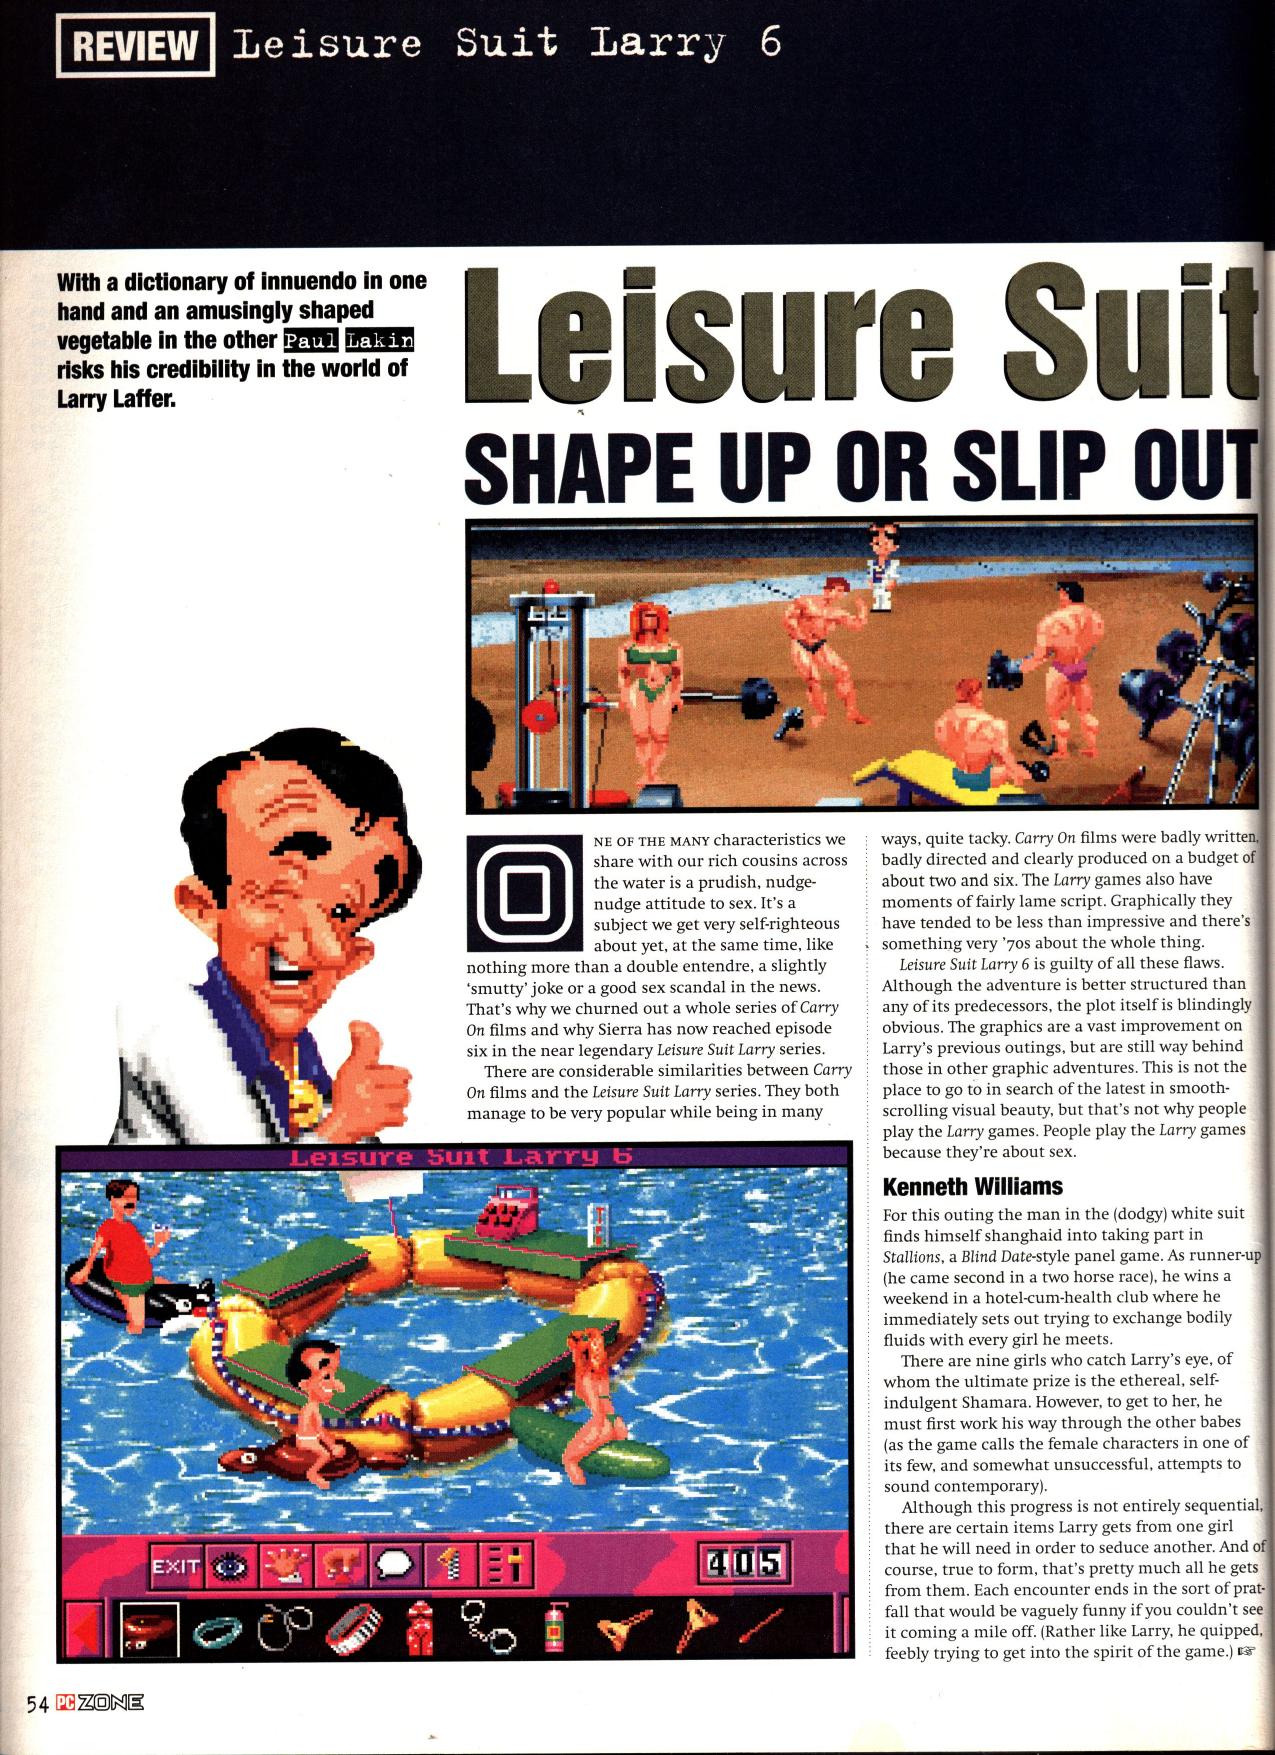 REVIEW Leisure Suit Larry 6
With a dictionary of innuendo in one
hand and an amusingly shaped
vegetable in the other Paul Lakin
risks his credibility in the world of
Larry Laffer.
Leisure Suit
SHAPE UP OR SLIP OUT
ONE OF THE MANY characteristics we
share with our rich cousins across
the water is a prudish, nudge-
nudge attitude to sex. It's a
subject we get very self-righteous
about yet, at the same time, like
nothing more than a double entendre, a slightly
'smutty' joke or a good sex scandal in the news.
That's why we churned out a whole series of Carry
On films and why Sierra has now reached episode
six in the near legendary Leisure Suit Larry series.
There are considerable similarities between Carry
On films and the Leisure Suit Larry series. They both
manage to be very popular while being in many
ways, quite tacky. Carry On films were badly written,
badly directed and clearly produced on a budget of
about two and six. The Larry games also have
moments of fairly lame script. Graphically they
have tended to be less than impressive and there's
something very '70s about the whole thing.
Leisure Suit Larry 6 is guilty of all these flaws.
Although the adventure is better structured than
any of its predecessors, the plot itself is blindingly
obvious. The graphics are a vast improvement on
Larry's previous outings, but are still way behind
those in other graphic adventures. This is not the
place to go to in search of the latest in smooth-
scrolling visual beauty, but that's not why people
play the Larry games. People play the Larry games
because they're about sex.
Kenneth Williams
For this outing the man in the (dodgy) white suit
finds himself shanghaid into taking part in
Stallions, a Blind Date-style panel game. As runner-up
(he came second in a two horse race), he wins a
weekend in a hotel-cum-health club where he
immediately sets out trying to exchange bodily
fluids with every girl he meets.
There are nine girls who catch Larry's eye, of
whom the ultimate prize is the ethereal, self-
indulgent Shamara. However, to get to her, he
must first work his way through the other babes
(as the game calls the female characters in one of
its few, and somewhat unsuccessful, attempts to
sound contemporary).
Although this progress is not entirely sequential,
there are certain items Larry gets from one girl
that he will need in order to seduce another. And of
course, true to form, that's pretty much all he gets
from them. Each encounter ends in the sort of prat-
fall that would be vaguely funny if you couldn't see
it coming a mile off. (Rather like Larry, he quipped,
feebly trying to get into the spirit of the game.) ☞
Leisure Suit Larry 6
EXIT
405
54 PC ZONE